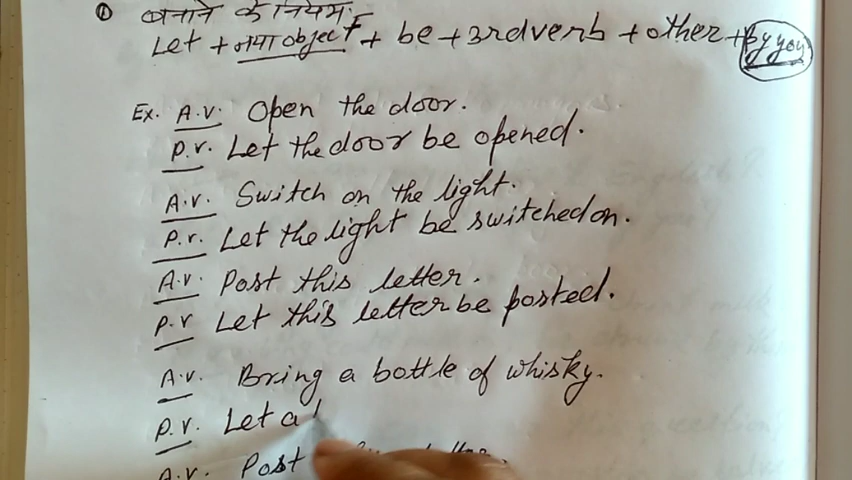 ① बनाने के नियम:
Let + नया object + be + 3rd verb + other + by you
Ex. A.V. Open the door.
P.V. Let the door be opened.
A.V. Switch on the light.
P.V. Let the light be switched on.
A.V. Post this letter.
P.V Let this letter be posted.
A.V. Bring a bottle of whisky.
P.V. Let a
A.V. Post